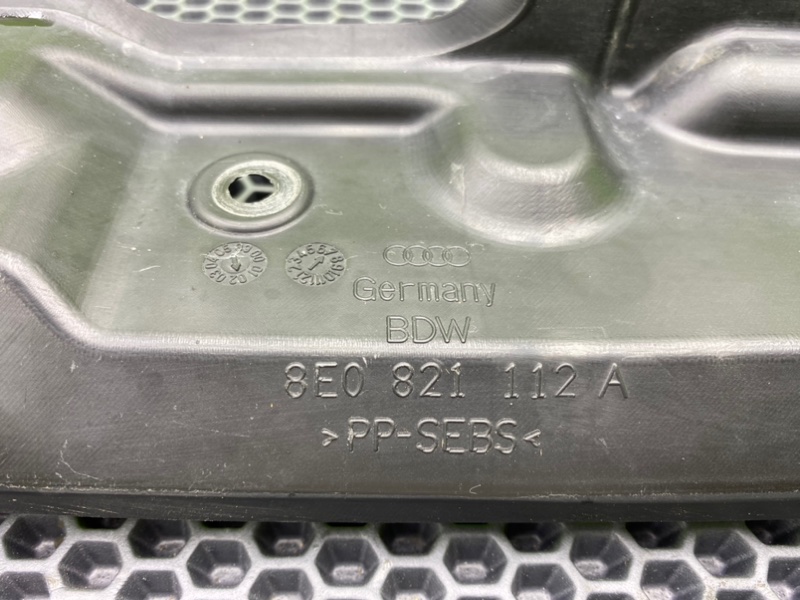 Germany
BDW
8E0 821 112 A
>PP-SEBS<